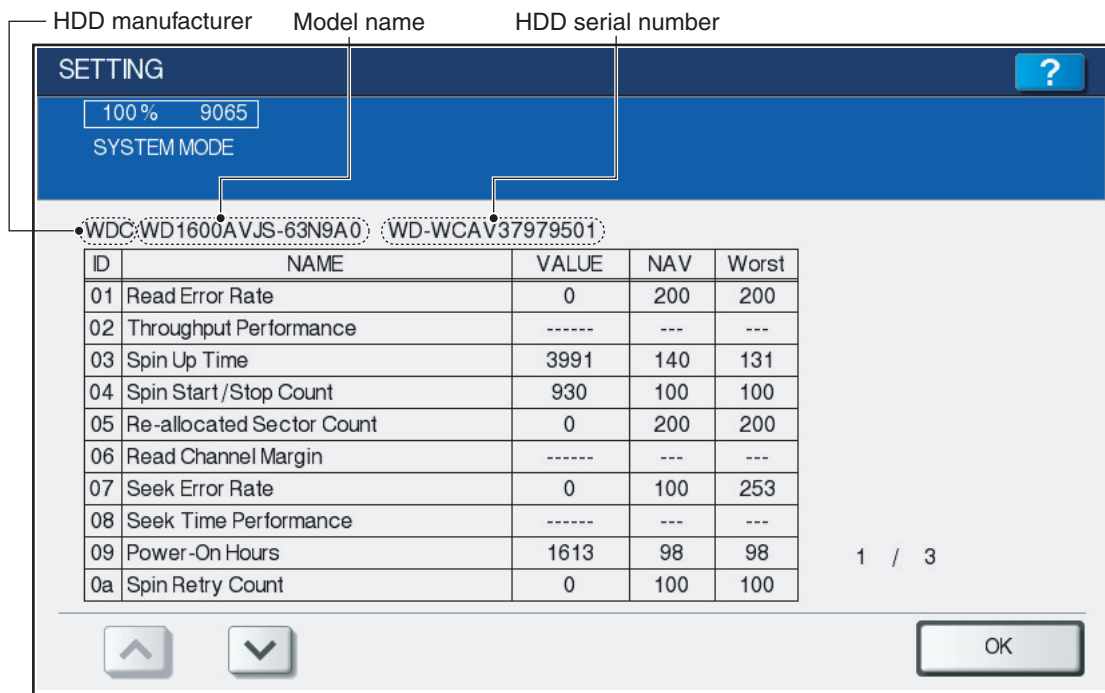 HDD manufacturer Model name HDD serial number
SETTING ?
100% 9065
SYSTEM MODE
WDC WD1600AVJS-63N9A0 WD-WCAV37979501
ID NAME VALUE NAV Worst
01 Read Error Rate 0 200 200
02 Throughput Performance ------ --- ---
03 Spin Up Time 3991 140 131
04 Spin Start/Stop Count 930 100 100
05 Re-allocated Sector Count 0 200 200
06 Read Channel Margin ------ --- ---
07 Seek Error Rate 0 100 253
08 Seek Time Performance ------ --- ---
09 Power-On Hours 1613 98 98
1 / 3
0a Spin Retry Count 0 100 100
OK